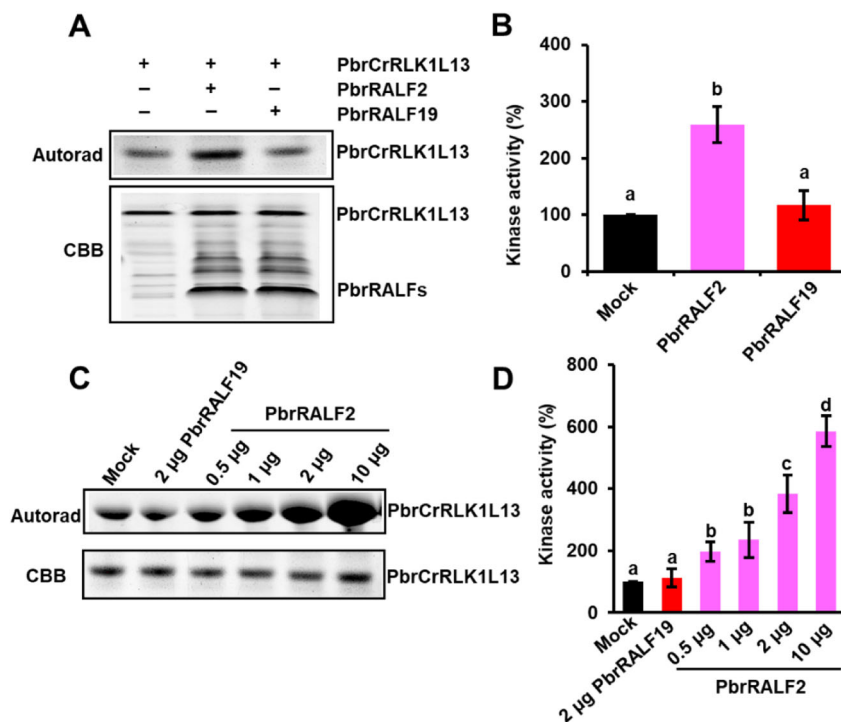 A
+ + + PbrCrRLK1L13
– + – PbrRALF2
– – + PbrRALF19
Autorad PbrCrRLK1L13
PbrCrRLK1L13
CBB
PbrRALFs
B
Kinase activity (%)
400
300
200
100
0
a
b
a
Mock
PbrRALF2
PbrRALF19
C
PbrRALF2
Mock
2 µg PbrRALF19
0.5 µg
1 µg
2 µg
10 µg
Autorad PbrCrRLK1L13
CBB PbrCrRLK1L13
D
Kinase activity (%)
800
600
400
200
0
a
a
b
b
c
d
Mock
2 µg PbrRALF19
0.5 µg
1 µg
2 µg
10 µg
PbrRALF2